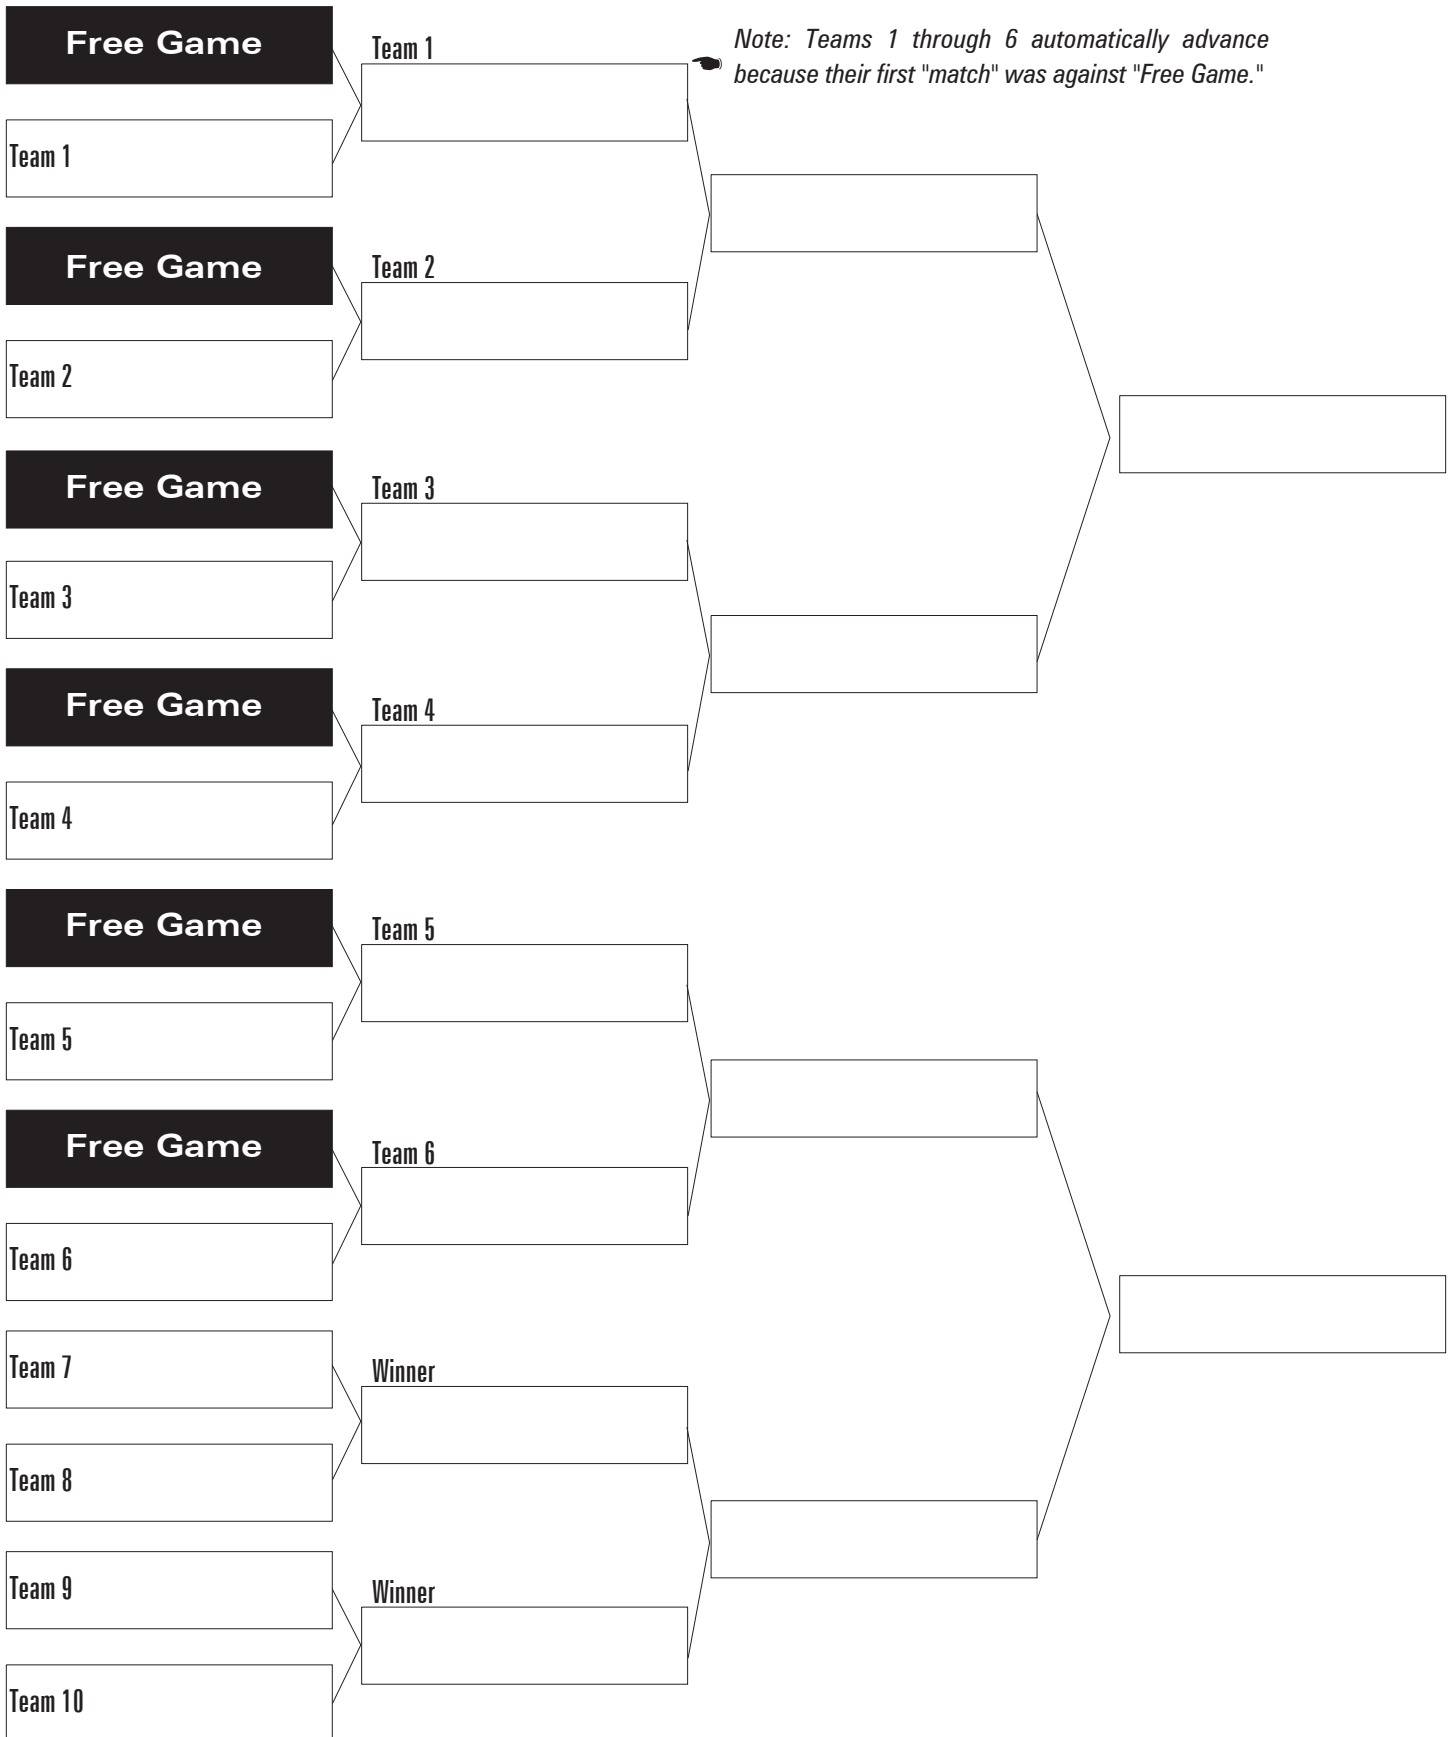 Free Game
Team 1
Note: Teams 1 through 6 automatically advance
because their first "match" was against "Free Game."
Team 1
Free Game
Team 2
Team 2
Free Game
Team 3
Team 3
Free Game
Team 4
Team 4
Free Game
Team 5
Team 5
Free Game
Team 6
Team 6
Team 7
Winner
Team 8
Team 9
Winner
Team 10